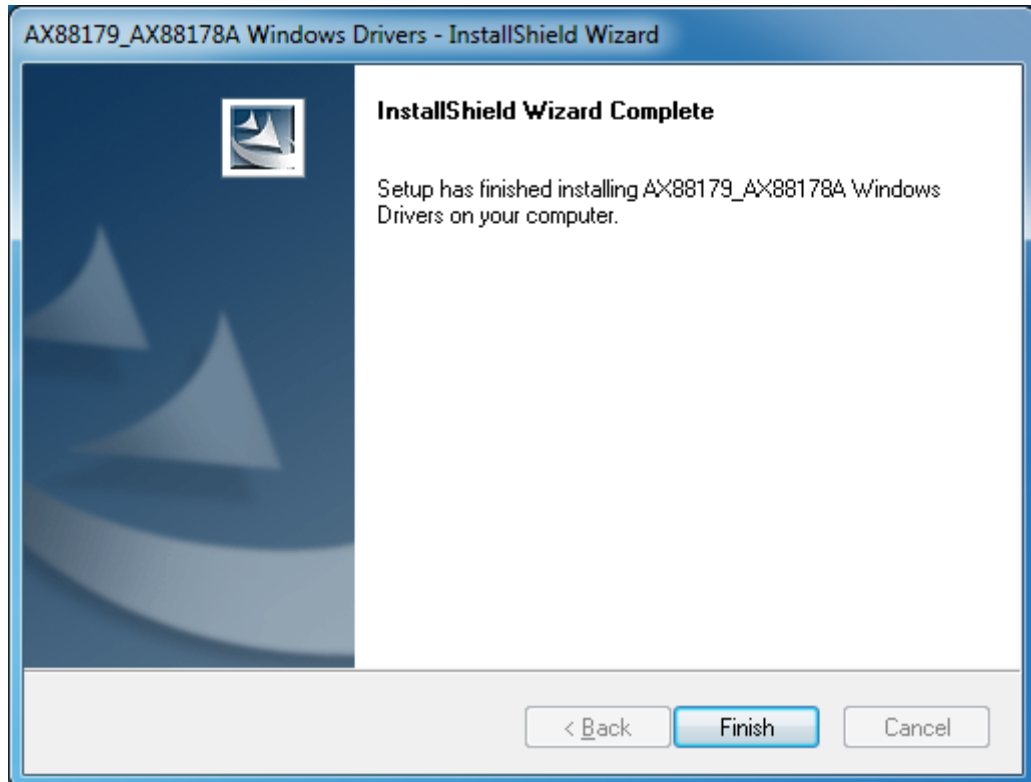 AX88179_AX88178A Windows Drivers - InstallShield Wizard
InstallShield Wizard Complete
Setup has finished installing AX88179_AX88178A Windows
Drivers on your computer.
< Back
Finish
Cancel